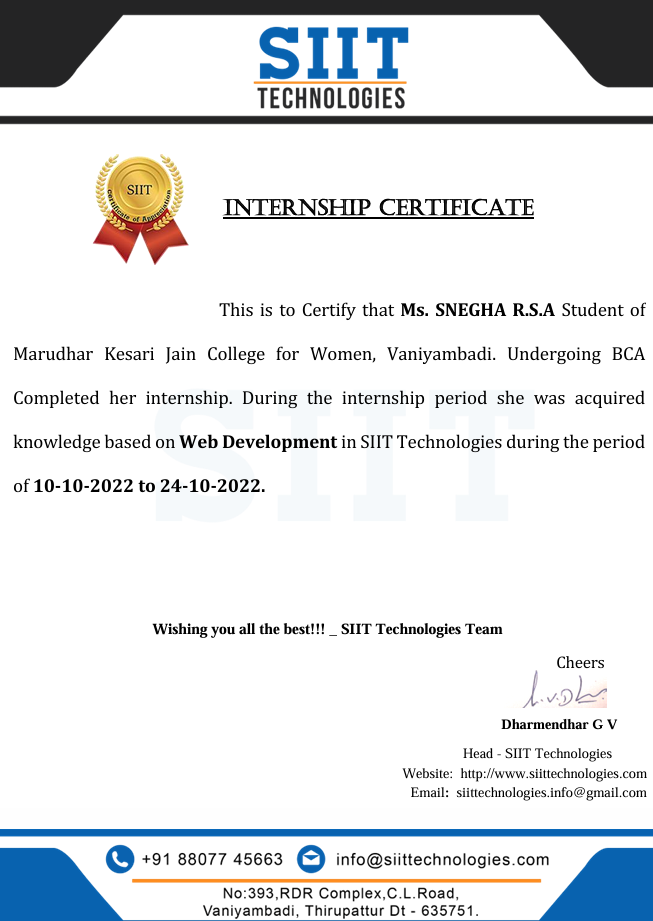 SIIT
TECHNOLOGIES
SIIT
Certificate of Appreciation
INTERNSHIP CERTIFICATE
This is to Certify that Ms. SNEGHA R.S.A Student of
Marudhar Kesari Jain College for Women, Vaniyambadi. Undergoing BCA
Completed her internship. During the internship period she was acquired
knowledge based on Web Development in SIIT Technologies during the period
of 10-10-2022 to 24-10-2022.
SIIT
Wishing you all the best!!! _ SIIT Technologies Team
Cheers
Dharmendhar G V
Head - SIIT Technologies
Website: http://www.siittechnologies.com
Email: siittechnologies.info@gmail.com
+91 88077 45663 info@siittechnologies.com
No:393,RDR Complex,C.L.Road,
Vaniyambadi, Thirupattur Dt - 635751.